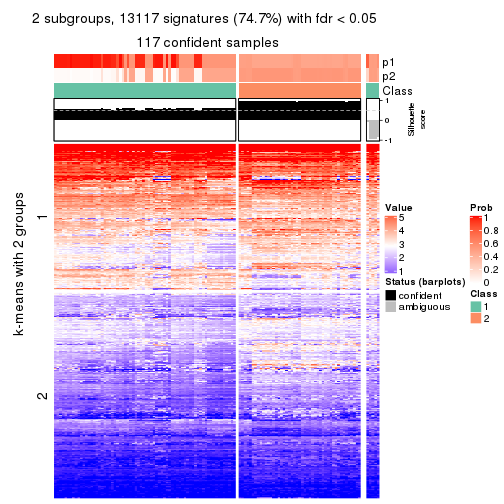 2 subgroups, 13117 signatures (74.7%) with fdr < 0.05
117 confident samples
p1
p2
Class
1
0
-1
Silhouette
score
k-means with 2 groups
1
2
Value
5
4
3
2
1
Status (barplots)
confident
ambiguous
Prob
1
0.8
0.6
0.4
0.2
0
Class
1
2